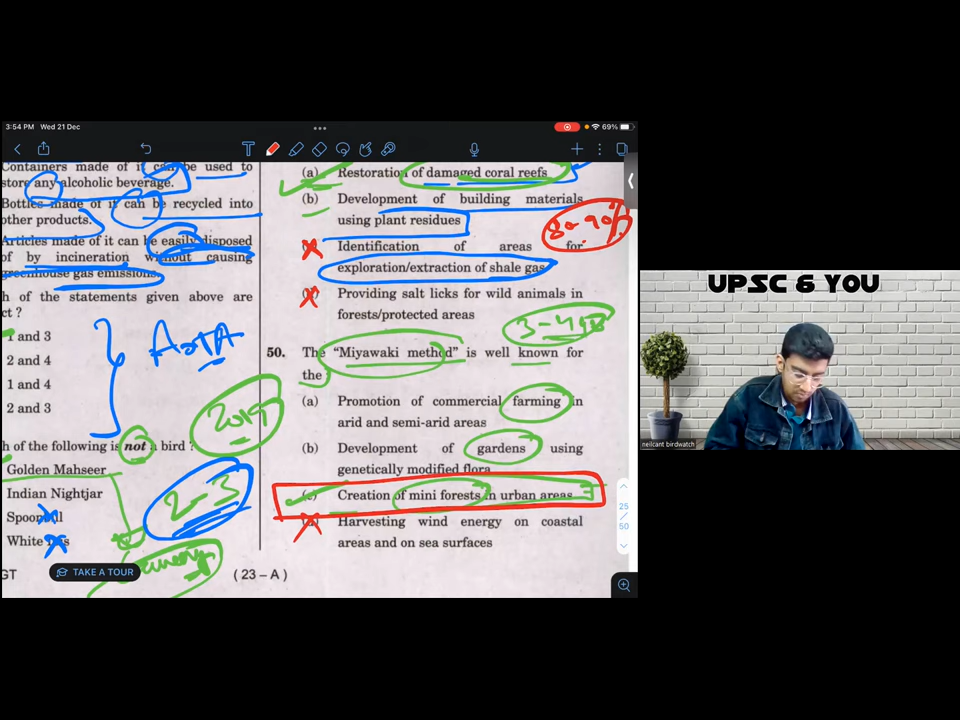 3:54 PM Wed 21 Dec
69%
Containers made of it can be used to
store any alcoholic beverage.
Bottles made of it can be recycled into
other products.
Articles made of it can be easily disposed
of by incineration without causing
greenhouse gas emissions
h of the statements given above are
ct ?
1 and 3
2 and 4
1 and 4
2 and 3
2019
h of the following is not a bird ?
Golden Mahseer
Indian Nightjar
Spoonbill
White Ibis
2-3
GT
TAKE A TOUR
( 23 – A )
(a) Restoration of damaged coral reefs
(b) Development of building materials
using plant residues
80-90%
Identification of areas for
exploration/extraction of shale gas
Providing salt licks for wild animals in
forests/protected areas
50. The “Miyawaki method” is well known for
the
(a) Promotion of commercial farming in
arid and semi-arid areas
(b) Development of gardens using
genetically modified flora
(c) Creation of mini forests in urban areas
Harvesting wind energy on coastal
areas and on sea surfaces
25
50
UPSC & YOU
neilcant birdwatch